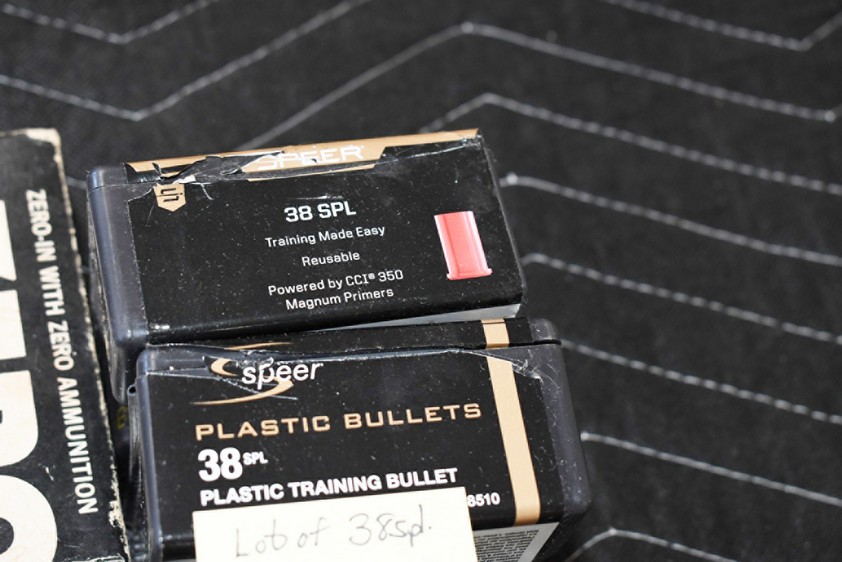 ZERO-IN WITH ZERO AMMUNITION
ZERO
SPEER
38 SPL
Training Made Easy
Reusable
Powered by CCI® 350
Magnum Primers
speer
PLASTIC BULLETS
38 SPL
PLASTIC TRAINING BULLET
8510
Lot of 38spl.